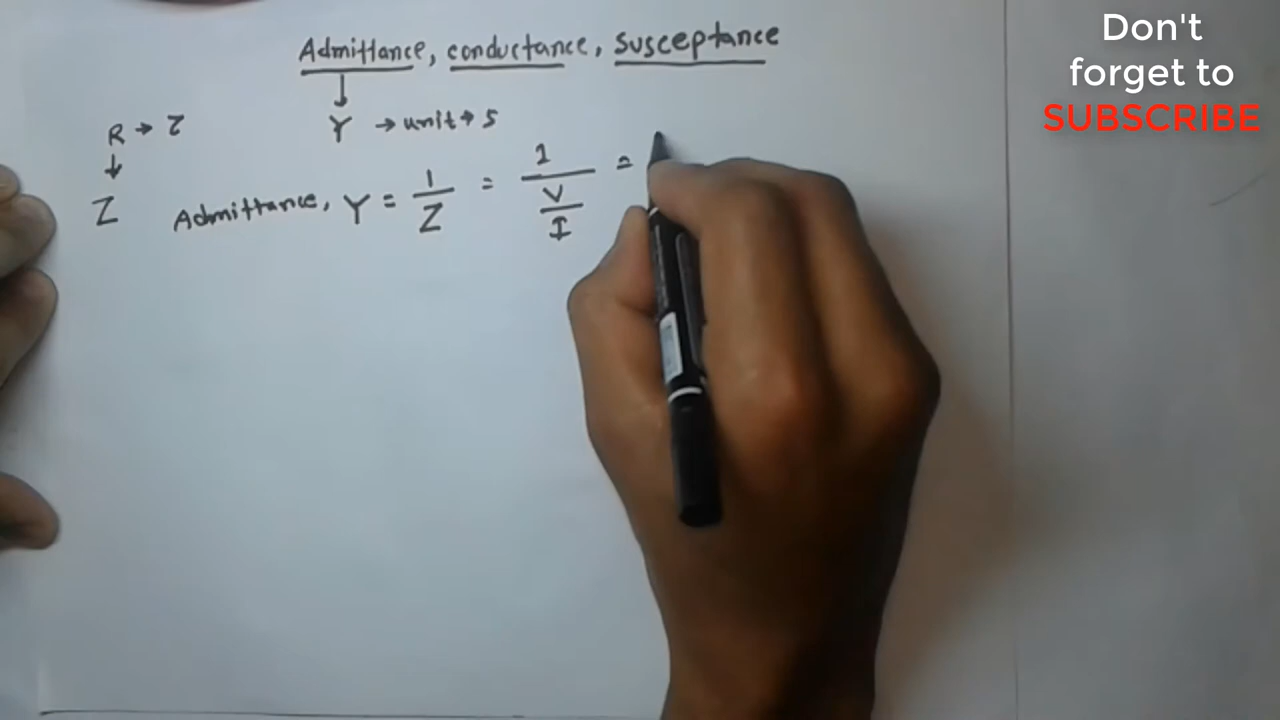 Don't
forget to
SUBSCRIBE
Admittance, conductance, Susceptance
↓
R → τ
Y → unit → S
↓
Z
Admittance, Y = 1/Z = 1/(V/I) =